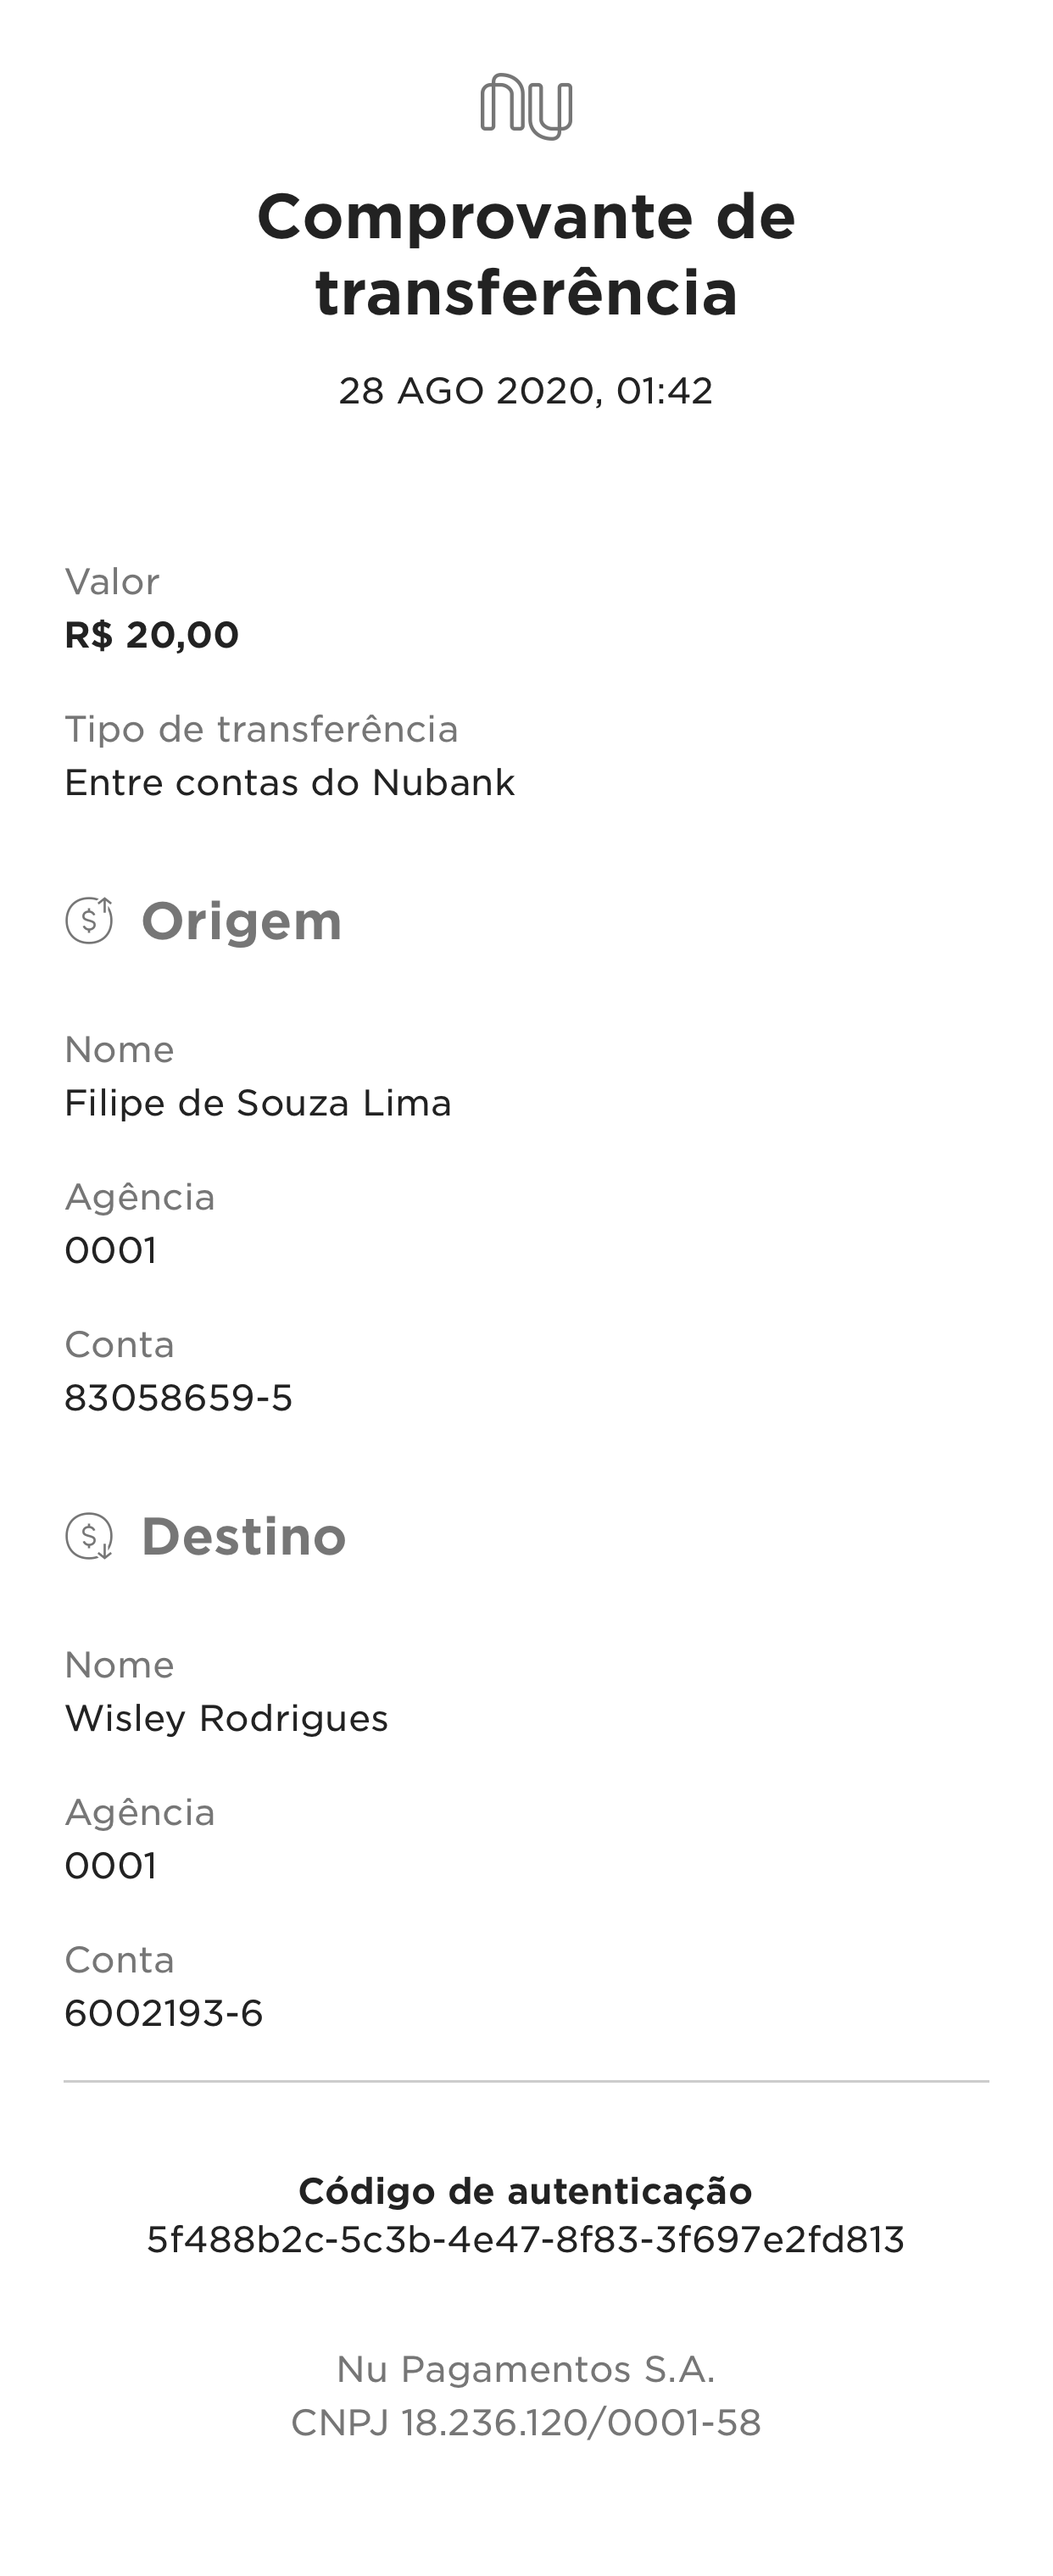 nu
Comprovante de
transferência
28 AGO 2020, 01:42
Valor
R$ 20,00
Tipo de transferência
Entre contas do Nubank
Origem
Nome
Filipe de Souza Lima
Agência
0001
Conta
83058659-5
Destino
Nome
Wisley Rodrigues
Agência
0001
Conta
6002193-6
Código de autenticação
5f488b2c-5c3b-4e47-8f83-3f697e2fd813
Nu Pagamentos S.A.
CNPJ 18.236.120/0001-58